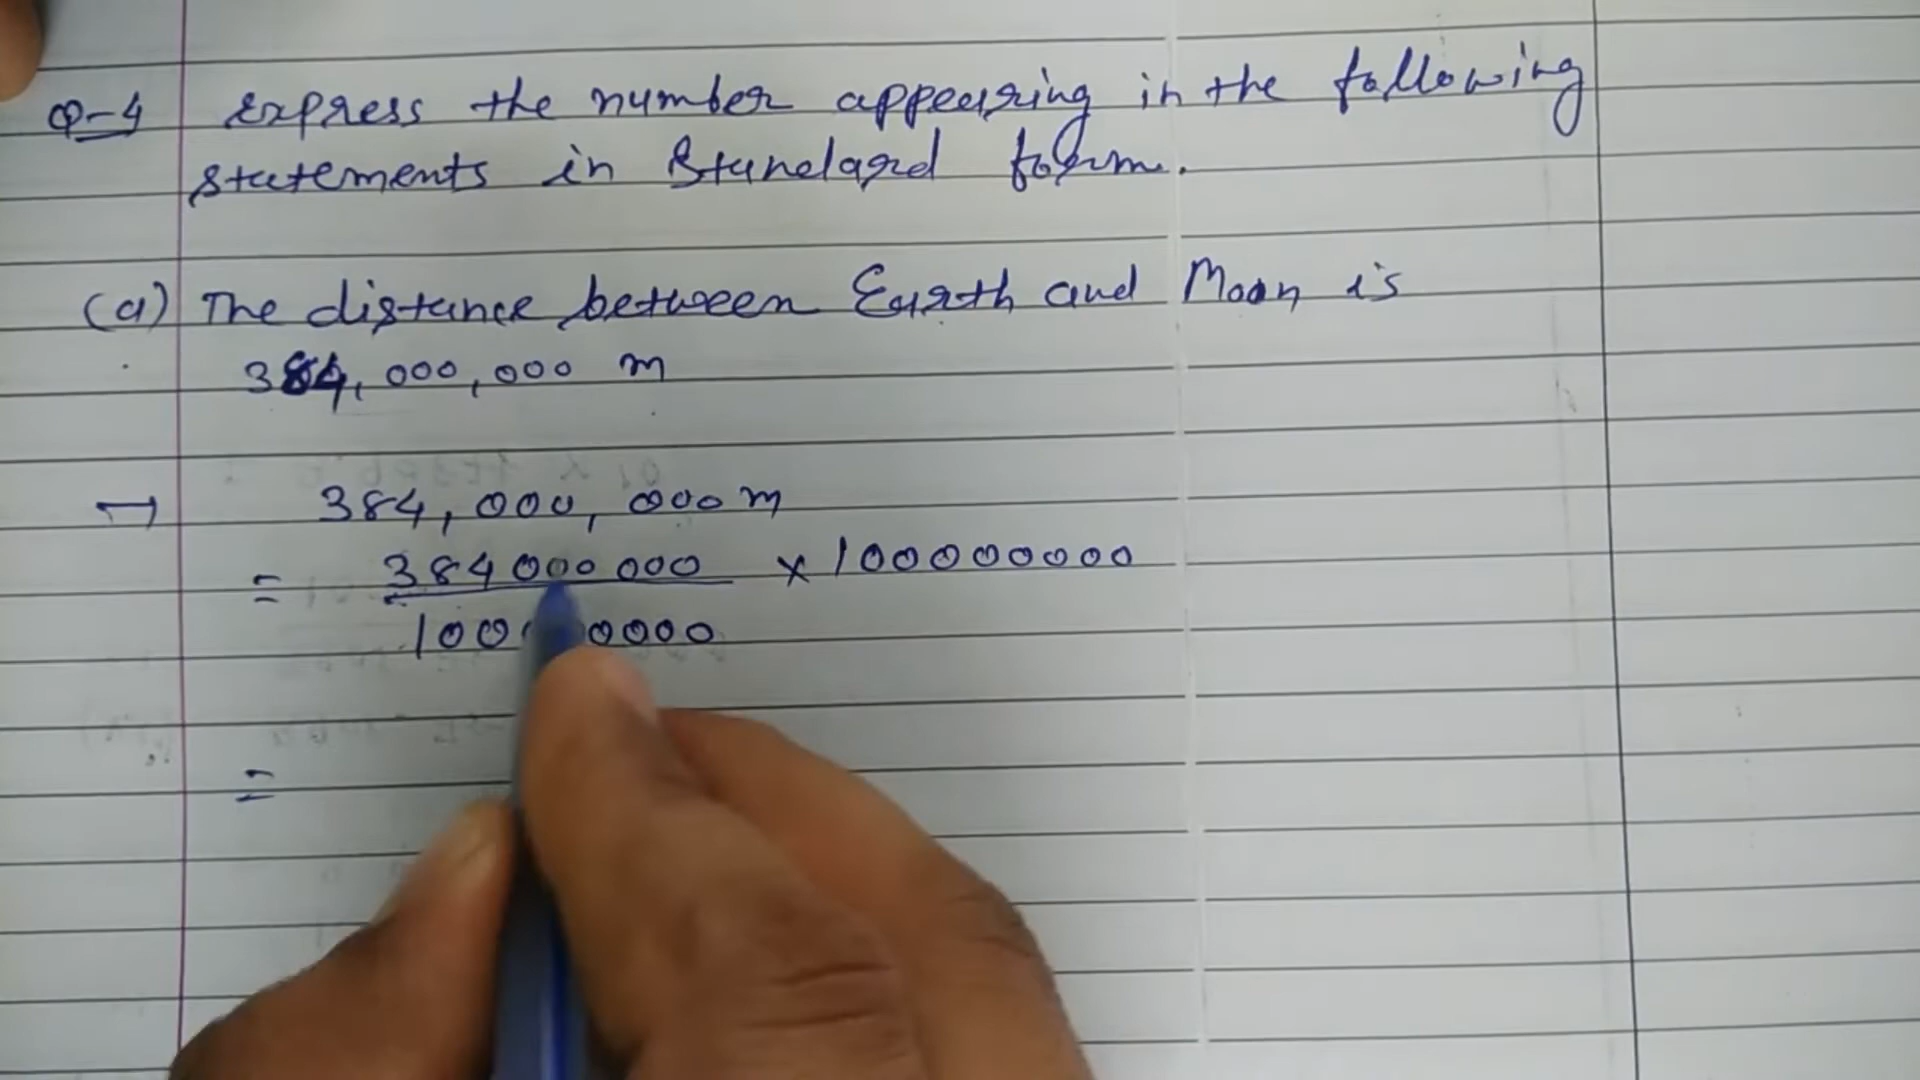 Q-4 Express the number appearing in the following
statements in Standard form.
(a) The distance between Earth and Moon is
384,000,000 m
→ 384,000,000 m
= 384000000 × 100000000
100 0000
=